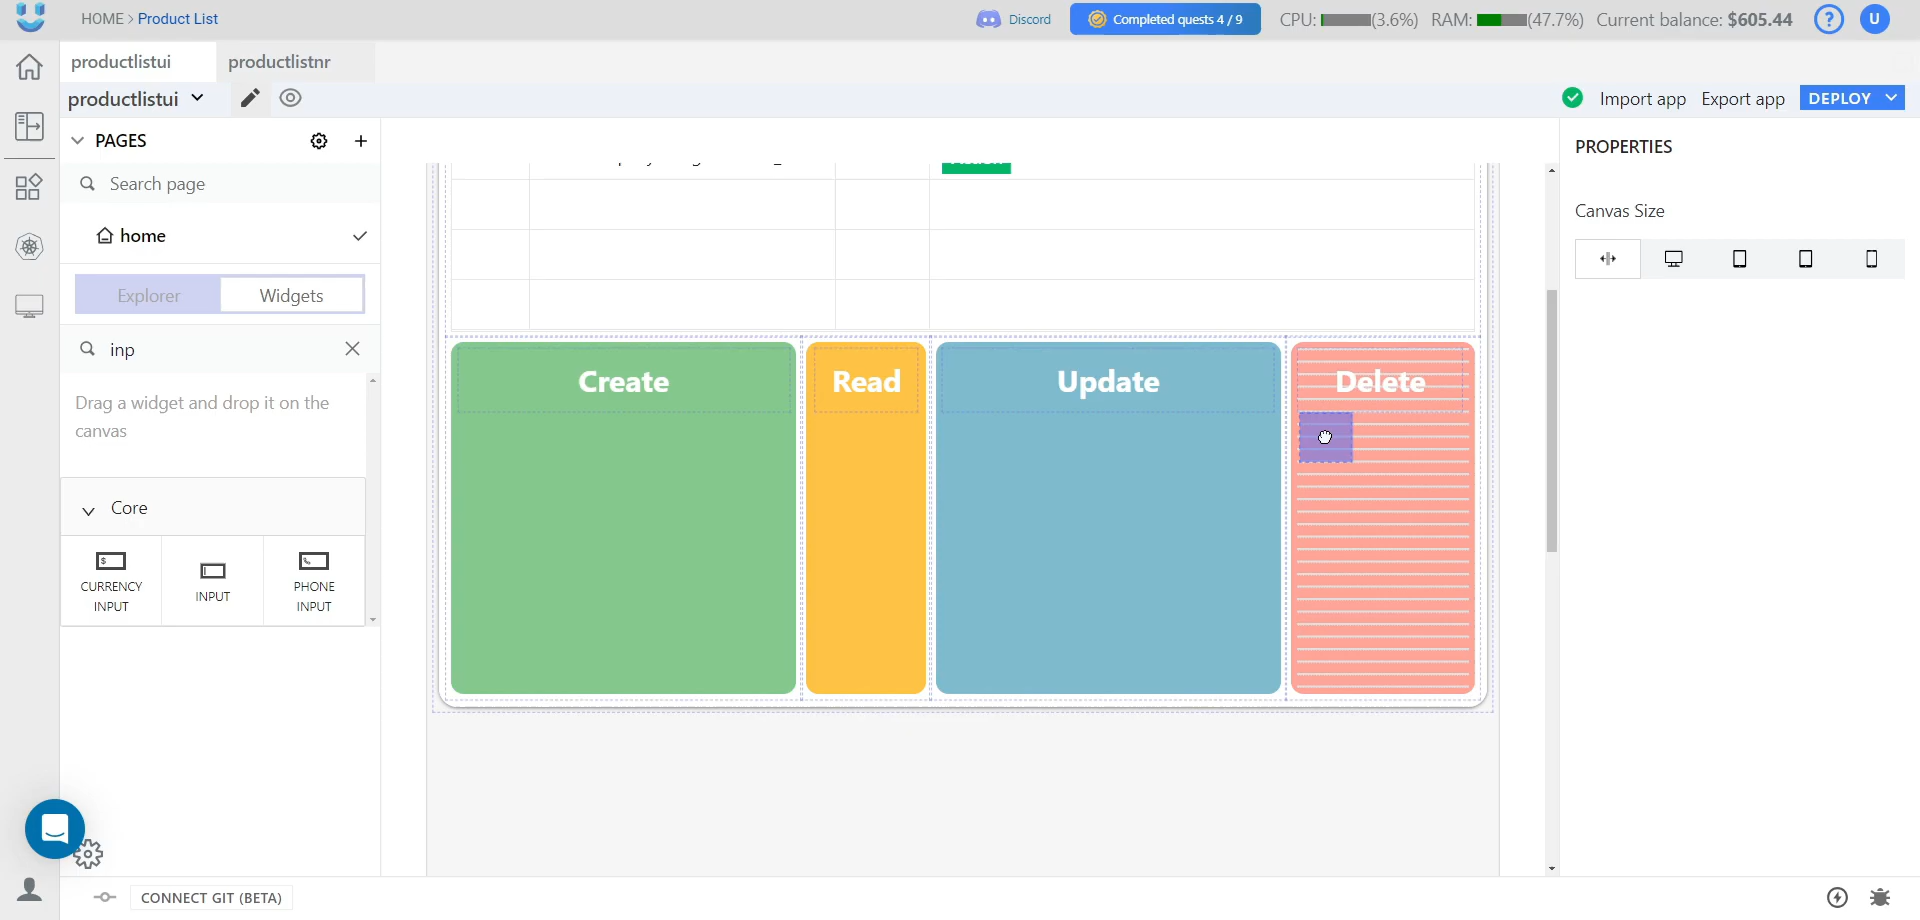 HOME > Product List
Discord
Completed quests 4 / 9
CPU: (3.6%) RAM: (47.7%) Current balance: $605.44
?
U
productlistui
productlistnr
productlistui
Import app
Export app
DEPLOY
PAGES
Search page
home
Explorer
Widgets
inp
Drag a widget and drop it on the
canvas
Core
CURRENCY
INPUT
INPUT
PHONE
INPUT
Create
Read
Update
Delete
PROPERTIES
Canvas Size
CONNECT GIT (BETA)